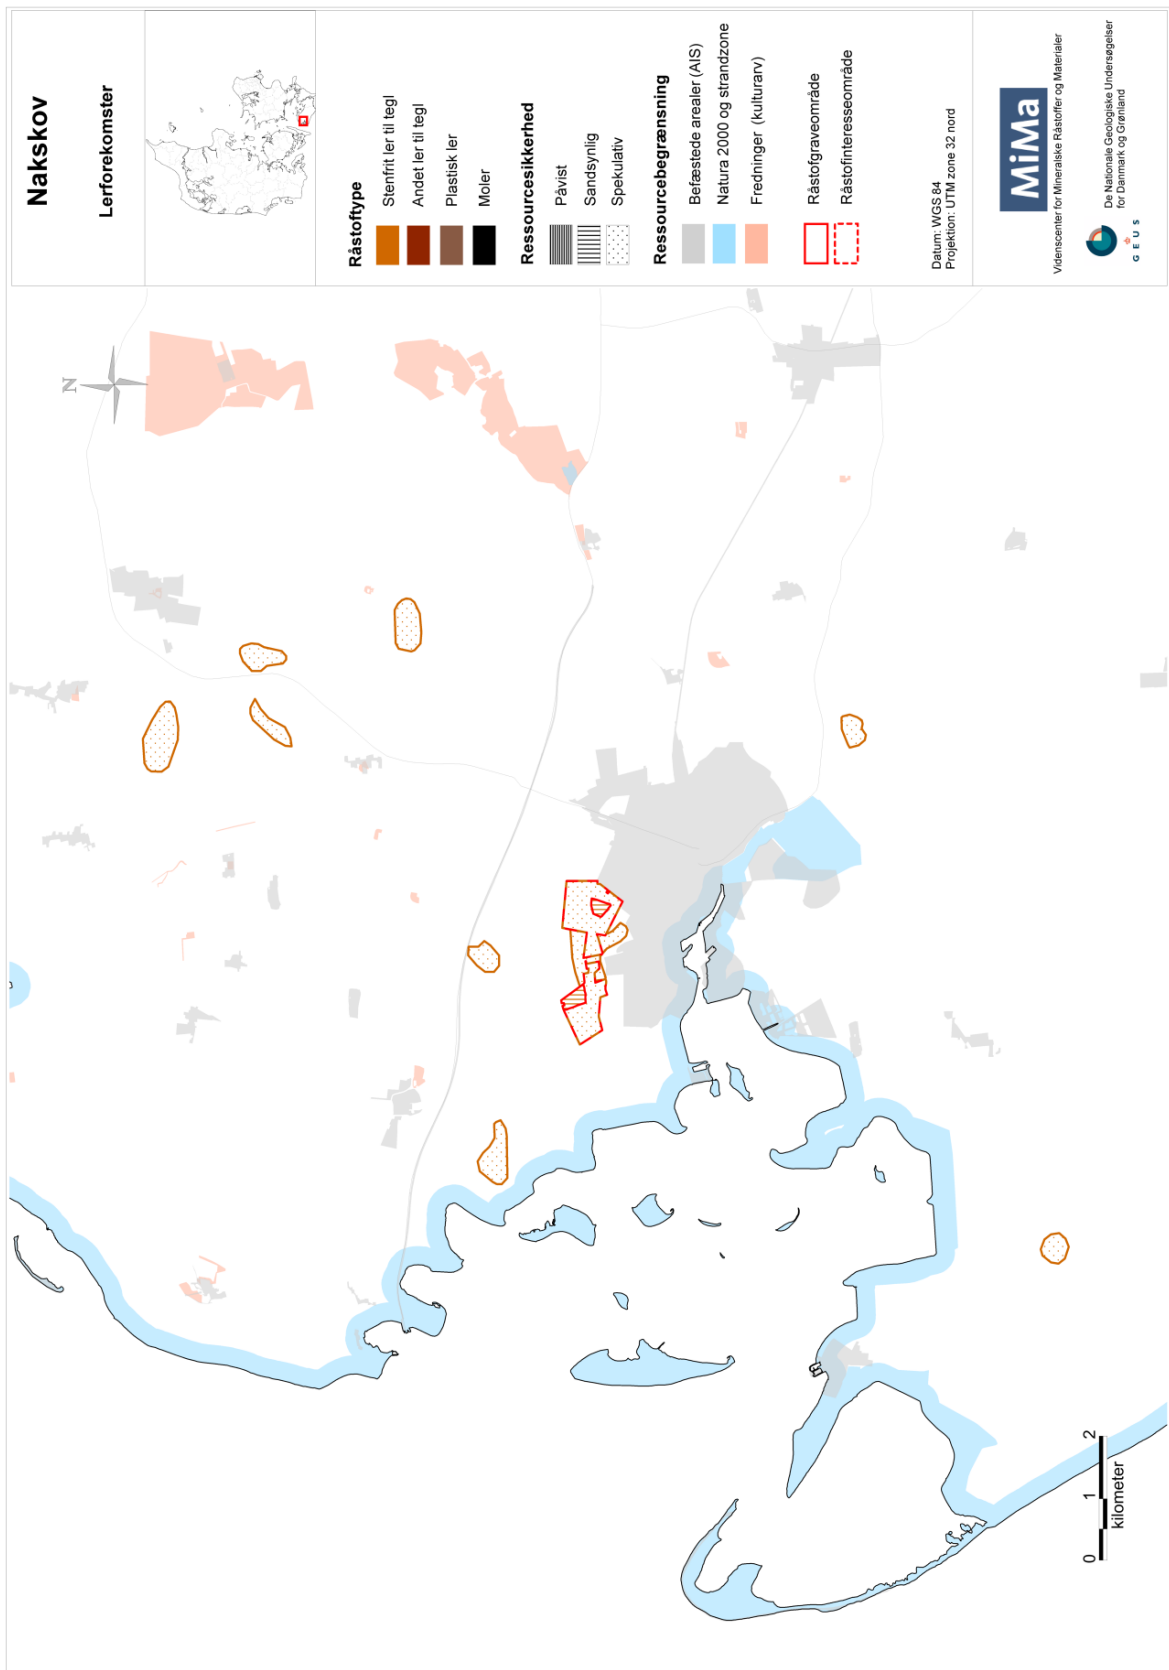 Nakskov
Lerforekomster
Råstoftype
Stenfrit ler til tegl
Andet ler til tegl
Plastisk ler
Moler
Ressourcesikkerhed
Påvist
Sandsynlig
Spekulativ
Ressourcebegrænsning
Befæstede arealer (AIS)
Natura 2000 og strandzone
Fredninger (kulturarv)
Råstofgraveområde
Råstofinteresseområde
Datum: WGS 84
Projektion: UTM zone 32 nord
MiMa
Videnscenter for Mineralske Råstoffer og Materialer
G E U S
De Nationale Geologiske Undersøgelser
for Danmark og Grønland
N
0 1 2
kilometer